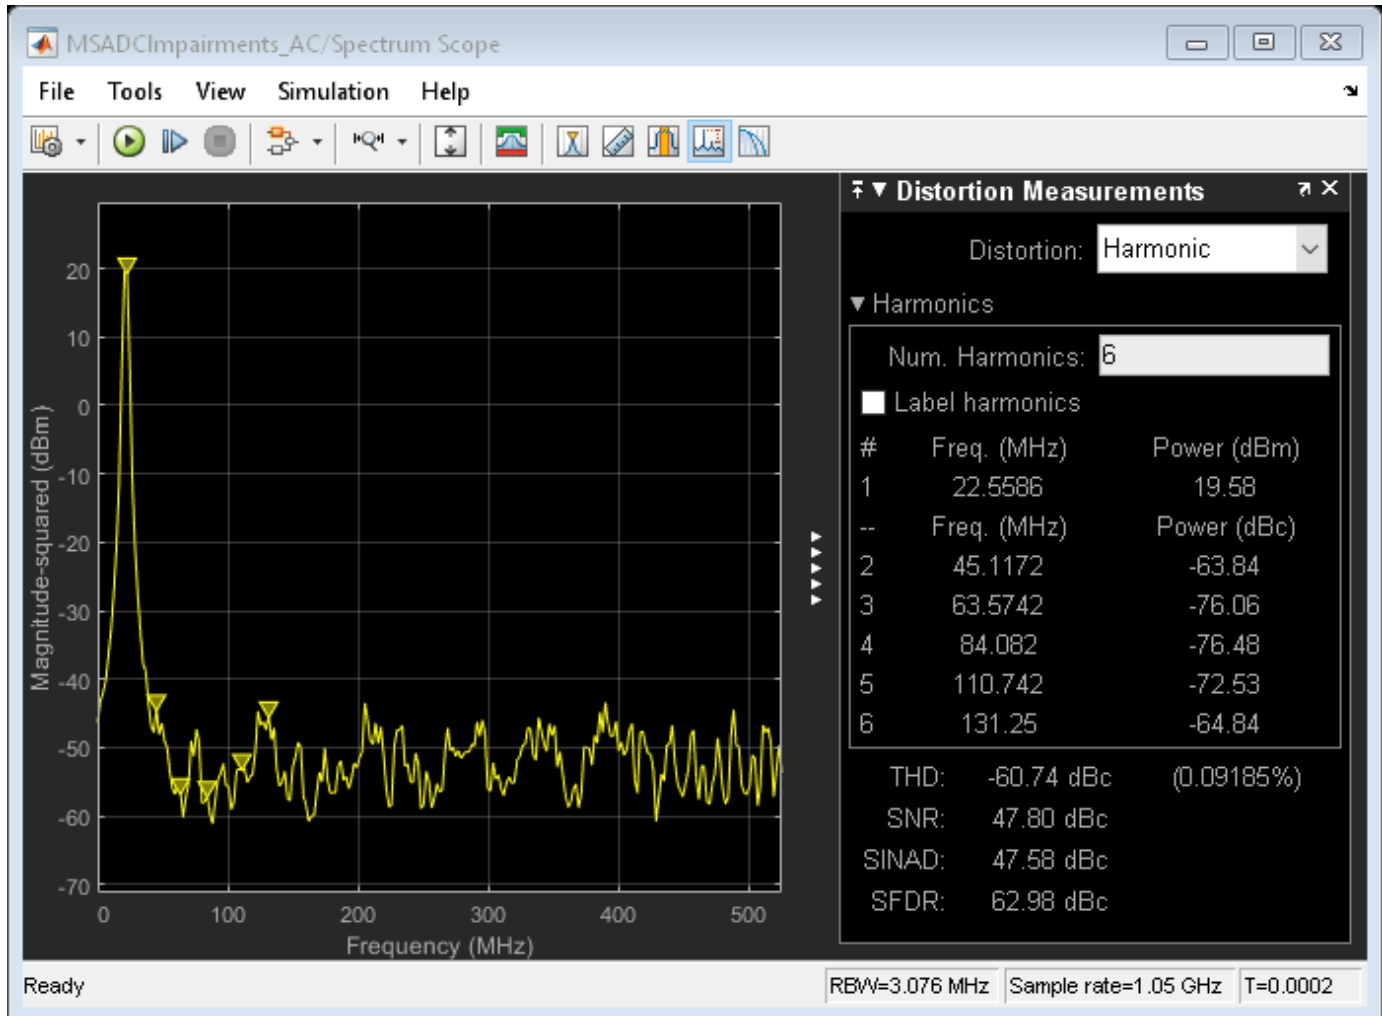 MSADCImpairments_AC/Spectrum Scope
File Tools View Simulation Help
Distortion Measurements
Distortion: Harmonic
Harmonics
Num. Harmonics: 6
Label harmonics
# Freq. (MHz) Power (dBm)
1 22.5586 19.58
-- Freq. (MHz) Power (dBc)
2 45.1172 -63.84
3 63.5742 -76.06
4 84.082 -76.48
5 110.742 -72.53
6 131.25 -64.84
THD: -60.74 dBc (0.09185%)
SNR: 47.80 dBc
SINAD: 47.58 dBc
SFDR: 62.98 dBc
Magnitude-squared (dBm)
20
10
0
-10
-20
-30
-40
-50
-60
-70
0 100 200 300 400 500
Frequency (MHz)
Ready RBW=3.076 MHz Sample rate=1.05 GHz T=0.0002